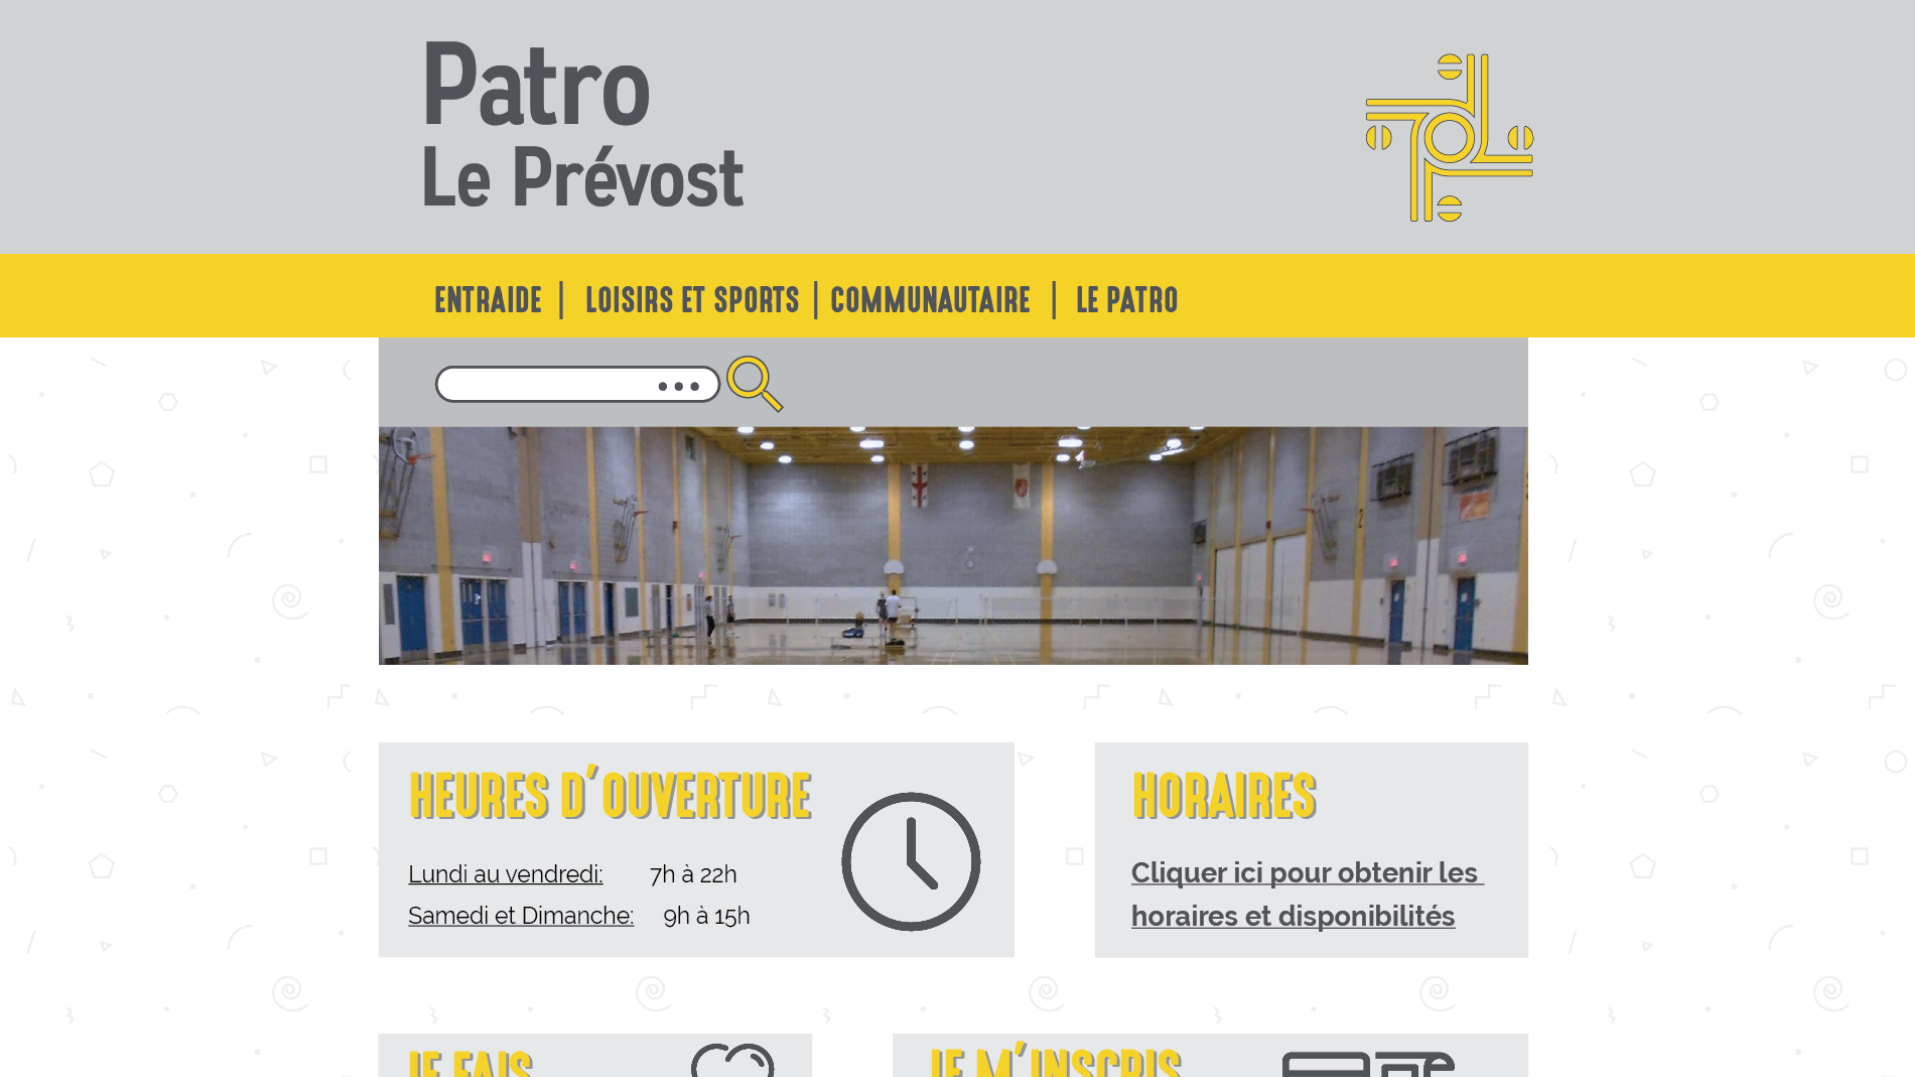 Patro
Le Prévost
ENTRAIDE | LOISIRS ET SPORTS | COMMUNAUTAIRE | LE PATRO
HEURES D'OUVERTURE
Lundi au vendredi: 7h à 22h
Samedi et Dimanche: 9h à 15h
HORAIRES
Cliquer ici pour obtenir les
horaires et disponibilités
JE FAIS
JE M'INSCRIS